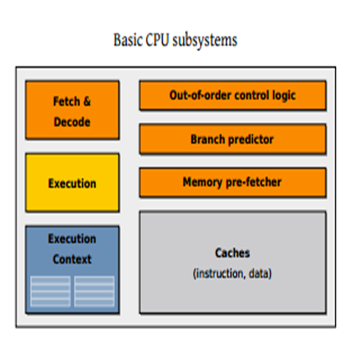 Basic CPU subsystems
Fetch &
Decode
Execution
Execution
Context
Out-of-order control logic
Branch predictor
Memory pre-fetcher
Caches
(instruction, data)